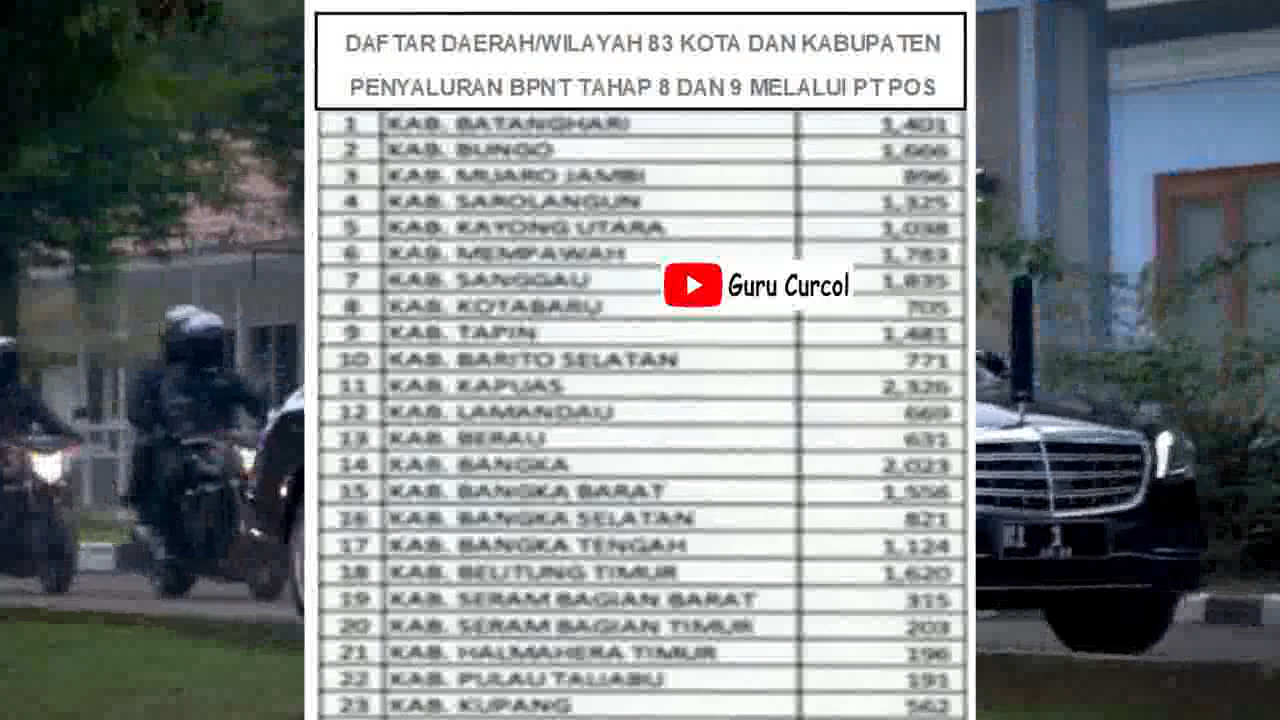 DAFTAR DAERAH/WILAYAH 83 KOTA DAN KABUPATEN
PENYALURAN BPNT TAHAP 8 DAN 9 MELALUI PT POS
1 KAB. BATANGHARI 1,401
2 KAB. BUNGO 1,666
3 KAB. MUARO JAMBI 896
4 KAB. SAROLANGUN 1,325
5 KAB. KAYONG UTARA 1,038
6 KAB. MEMPAWAH 1,783
7 KAB. SANGGAU 1,835
Guru Curcol
8 KAB. KOTABARU 705
9 KAB. TAPIN 1,481
10 KAB. BARITO SELATAN 771
11 KAB. KAPUAS 2,326
12 KAB. LAMANDAU 669
13 KAB. BERAU 631
14 KAB. BANGKA 2,023
15 KAB. BANGKA BARAT 1,556
16 KAB. BANGKA SELATAN 821
17 KAB. BANGKA TENGAH 1,124
18 KAB. BELITUNG TIMUR 1,620
19 KAB. SERAM BAGIAN BARAT 315
20 KAB. SERAM BAGIAN TIMUR 203
21 KAB. HALMAHERA TIMUR 196
22 KAB. PULAU TALIABU 191
23 KAB. KUPANG 562